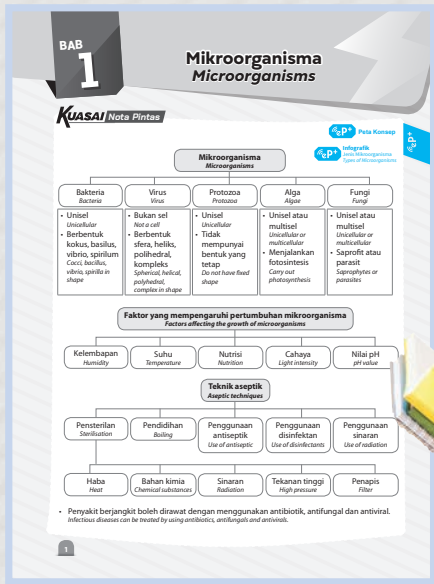 BAB
1
Mikroorganisma
Microorganisms
KUASAI Nota Pintas
eP+ Peta Konsep
eP+
eP+ Infografik
Jenis Mikroorganisma
Types of Microorganisms
Mikroorganisma
Microorganisms
Bakteria
Bacteria
• Unisel
Unicellular
• Berbentuk
kokus, basilus,
vibrio, spirilum
Cocci, bacillus,
vibrio, spirilla in
shape
Virus
Virus
• Bukan sel
Not a cell
• Berbentuk
sfera, heliks,
polihedral,
kompleks
Spherical, helical,
polyhedral,
complex in shape
Protozoa
Protozoa
• Unisel
Unicellular
• Tidak
mempunyai
bentuk yang
tetap
Do not have fixed
shape
Alga
Algae
• Unisel atau
multisel
Unicellular or
multicellular
• Menjalankan
fotosintesis
Carry out
photosynthesis
Fungi
Fungi
• Unisel atau
multisel
Unicellular or
multicellular
• Saprofit atau
parasit
Saprophytes or
parasites
Faktor yang mempengaruhi pertumbuhan mikroorganisma
Factors affecting the growth of microorganisms
Kelembapan
Humidity
Suhu
Temperature
Nutrisi
Nutrition
Cahaya
Light intensity
Nilai pH
pH value
Teknik aseptik
Aseptic techniques
Pensterilan
Sterilisation
Pendidihan
Boiling
Penggunaan
antiseptik
Use of antiseptic
Penggunaan
disinfektan
Use of disinfectants
Penggunaan
sinaran
Use of radiation
Haba
Heat
Bahan kimia
Chemical substances
Sinaran
Radiation
Tekanan tinggi
High pressure
Penapis
Filter
• Penyakit berjangkit boleh dirawat dengan menggunakan antibiotik, antifungal dan antiviral.
Infectious diseases can be treated by using antibiotics, antifungals and antivirals.
1